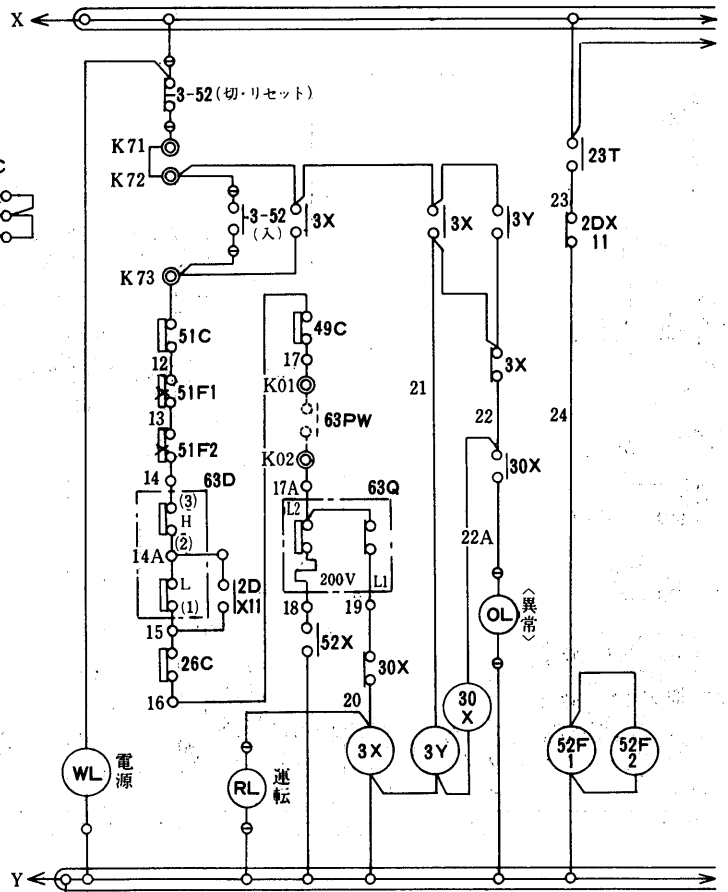 X
3-52(切・リセット)
K71
K72
C
3-52
(入)
3X
3X
3Y
23T
23
2DX
11
K73
51C
12
51F1
13
51F2
14
63D
(3)
H
(2)
14A
L
(1)
2D
X11
15
26C
16
49C
17
K01
63PW
K02
17A
63Q
L2
200V
L1
18
19
52X
30X
20
21
3X
22
30X
22A
24
OL
〈異常〉
30
X
WL
電源
RL
運転
3X
3Y
52F
1
52F
2
Y